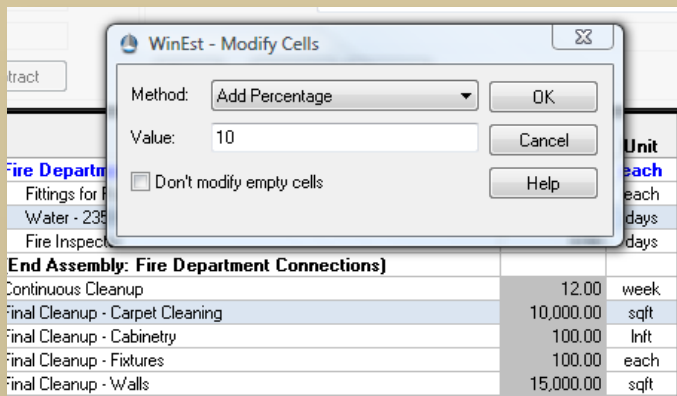 WinEst - Modify Cells
tract
Method: Add Percentage OK
Value: 10 Cancel
Unit
Fire Departm each
Don't modify empty cells Help
Fittings for each
Water - 235 days
Fire Inspect days
(End Assembly: Fire Department Connections)
Continuous Cleanup 12.00 week
Final Cleanup - Carpet Cleaning 10,000.00 sqft
Final Cleanup - Cabinetry 100.00 lnft
Final Cleanup - Fixtures 100.00 each
Final Cleanup - Walls 15,000.00 sqft